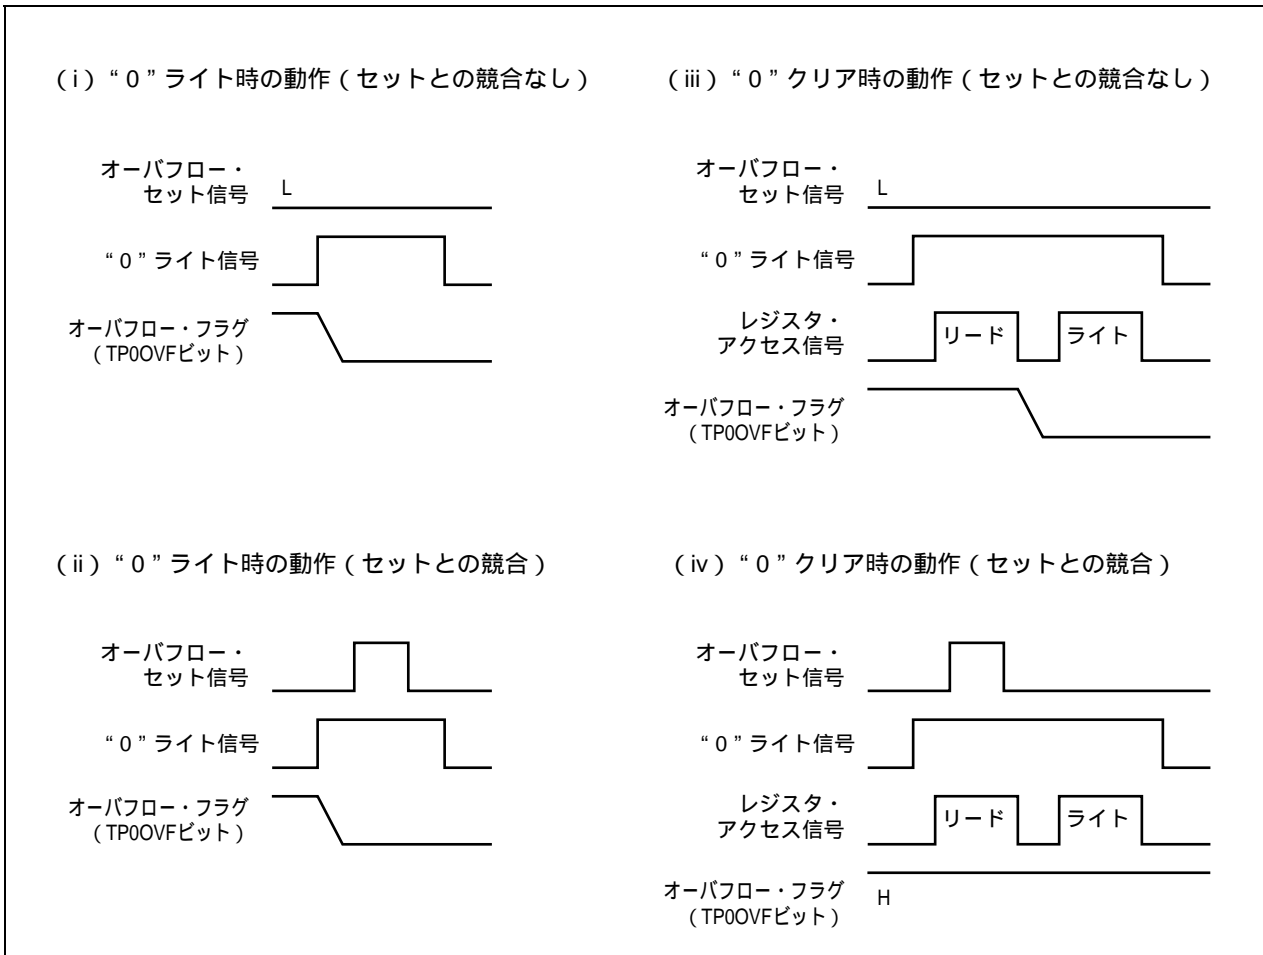 （i）“0”ライト時の動作（セットとの競合なし）
オーバフロー・
セット信号
L
“0”ライト信号
オーバフロー・フラグ
（TP0OVFビット）
（iii）“0”クリア時の動作（セットとの競合なし）
オーバフロー・
セット信号
L
“0”ライト信号
レジスタ・
アクセス信号
リード
ライト
オーバフロー・フラグ
（TP0OVFビット）
（ii）“0”ライト時の動作（セットとの競合）
オーバフロー・
セット信号
“0”ライト信号
オーバフロー・フラグ
（TP0OVFビット）
（iv）“0”クリア時の動作（セットとの競合）
オーバフロー・
セット信号
“0”ライト信号
レジスタ・
アクセス信号
リード
ライト
オーバフロー・フラグ
（TP0OVFビット）
H